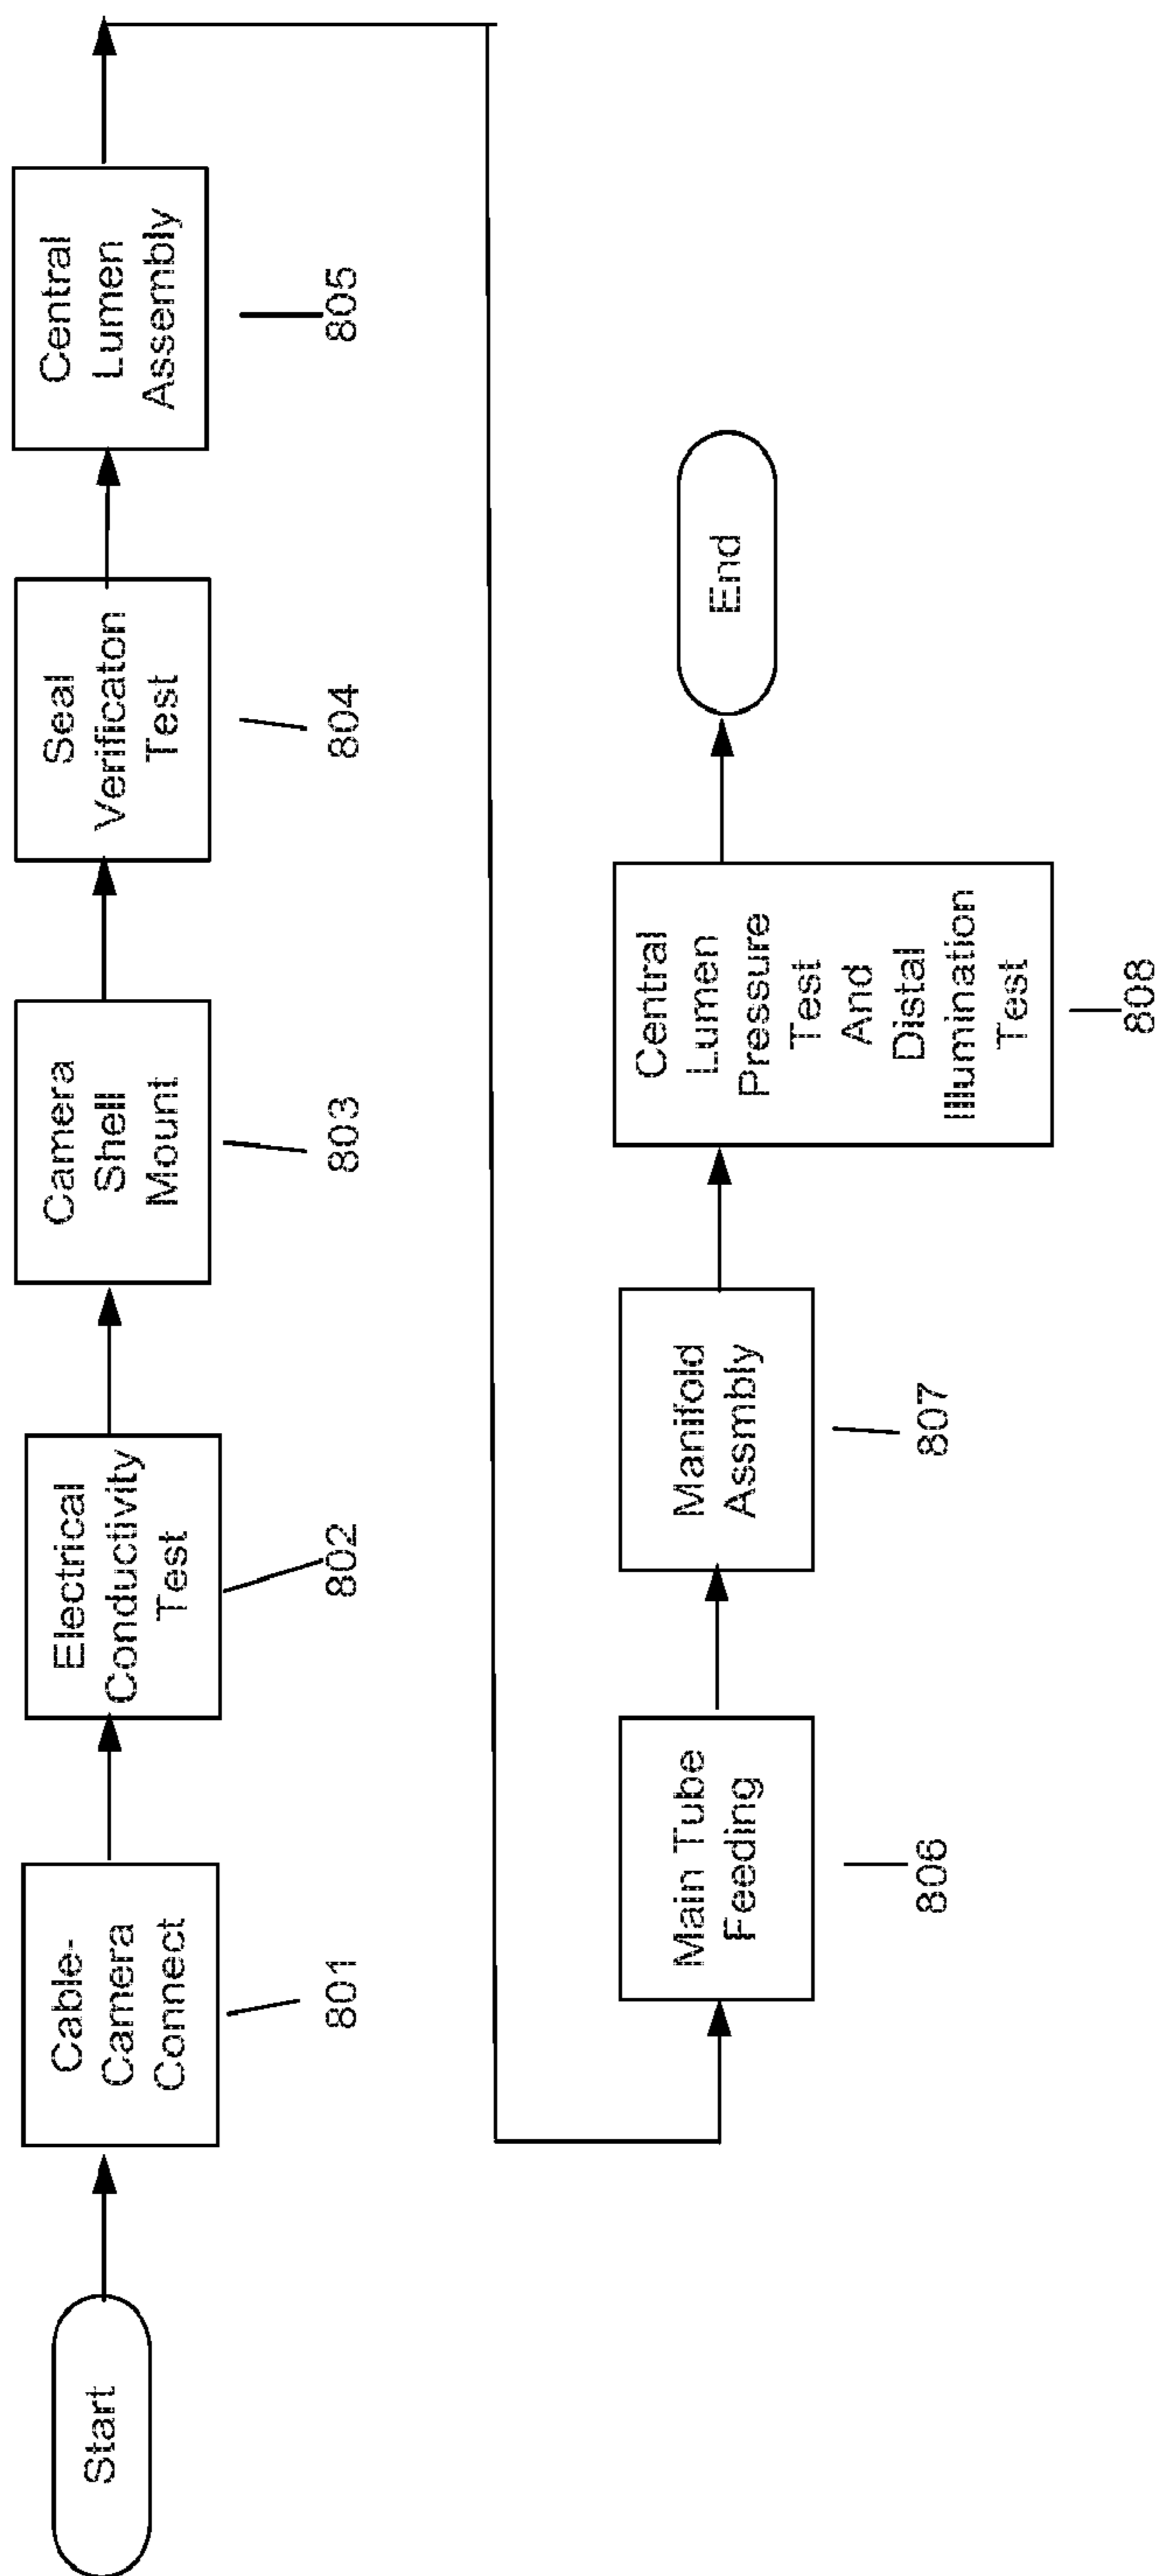 Start
Cable-
Camera
Connect
801
Electrical
Conductivity
Test
802
Camera
Shell
Mount
803
Seal
Verificaton
Test
804
Central
Lumen
Assembly
805
Main Tube
Feeding
806
Manifold
Assmbly
807
Central
Lumen
Pressure
Test
And
Distal
Illumination
Test
808
End